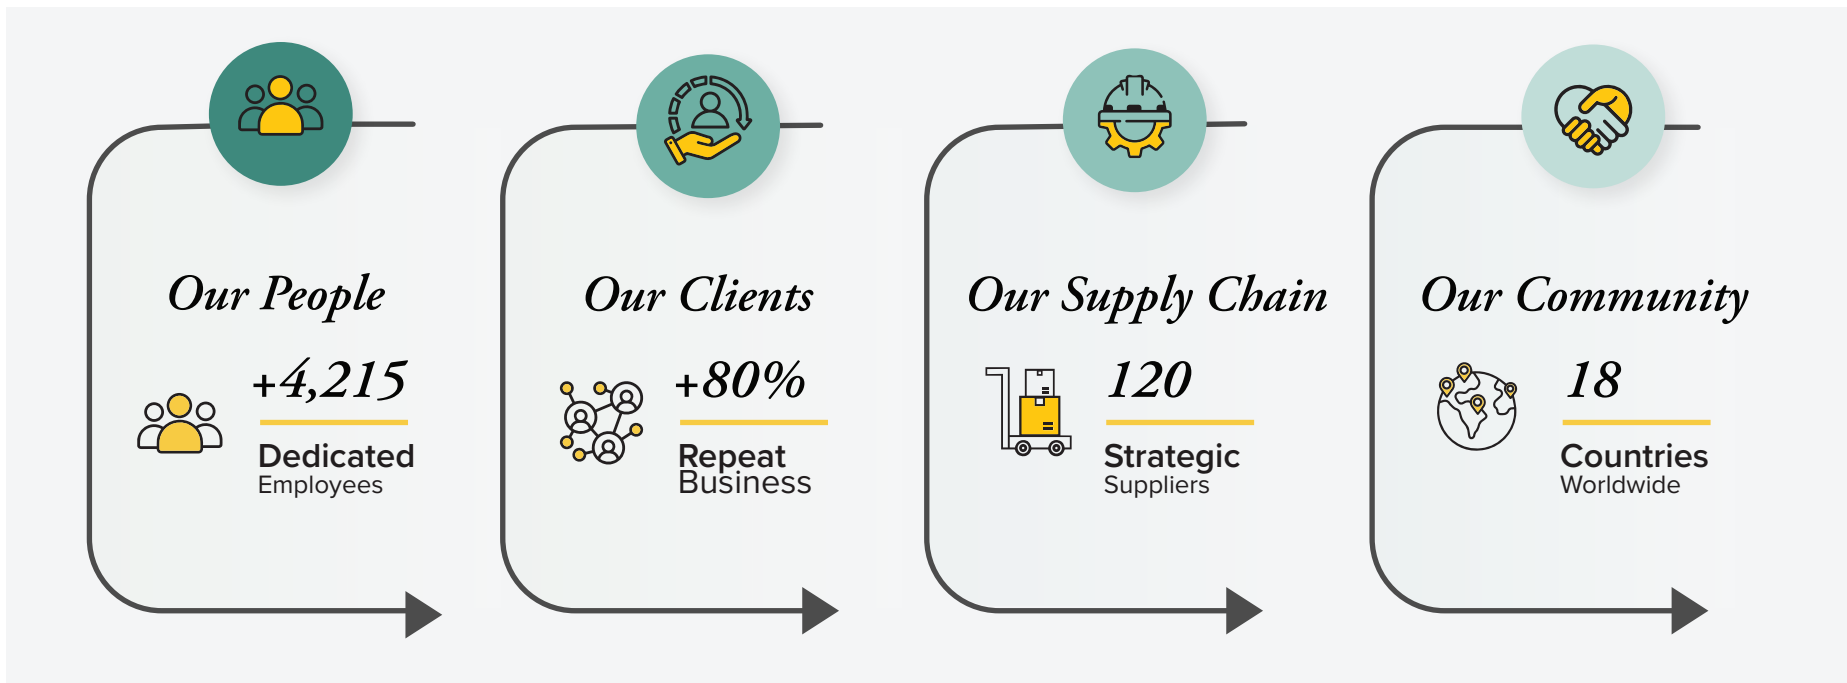 Our People
+4,215
Dedicated
Employees
Our Clients
+80%
Repeat
Business
Our Supply Chain
120
Strategic
Suppliers
Our Community
18
Countries
Worldwide